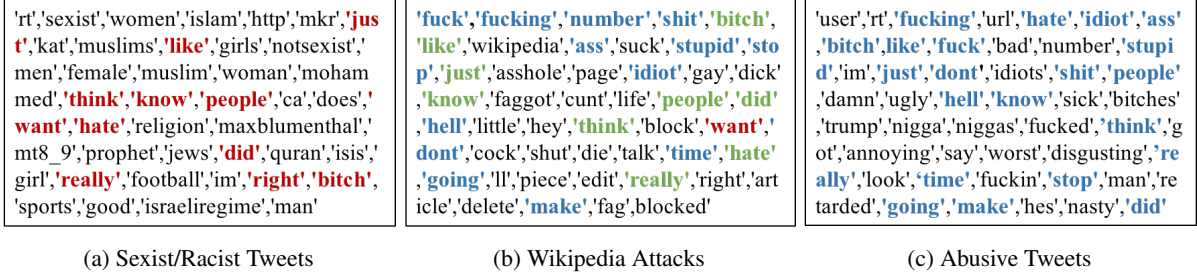 'rt','sexist','women','islam','http','mkr','jus
t','kat','muslims','like','girls','notsexist','
men','female','muslim','woman','moham
med','think','know','people','ca','does','
want','hate','religion','maxblumenthal','
mt8_9','prophet','jews','did','quran','isis','
girl','really','football','im','right','bitch',
'sports','good','israeliregime','man'
(a) Sexist/Racist Tweets
'fuck','fucking','number','shit','bitch',
'like','wikipedia','ass','suck','stupid','sto
p','just','asshole','page','idiot','gay','dick'
,'know','faggot','cunt','life','people','did'
,'hell','little','hey','think','block','want','
dont','cock','shut','die','talk','time','hate'
,'going','ll','piece','edit','really','right','art
icle','delete','make','fag',blocked'
(b) Wikipedia Attacks
'user','rt','fucking','url','hate','idiot','ass'
,'bitch',like','fuck','bad','number','stupi
d','im','just','dont','idiots','shit','people'
,'damn','ugly','hell','know','sick','bitches'
,'trump','nigga','niggas','fucked','think','g
ot','annoying','say','worst','disgusting','re
ally','look','time','fuckin','stop','man','re
tarded','going','make','hes','nasty','did'
(c) Abusive Tweets